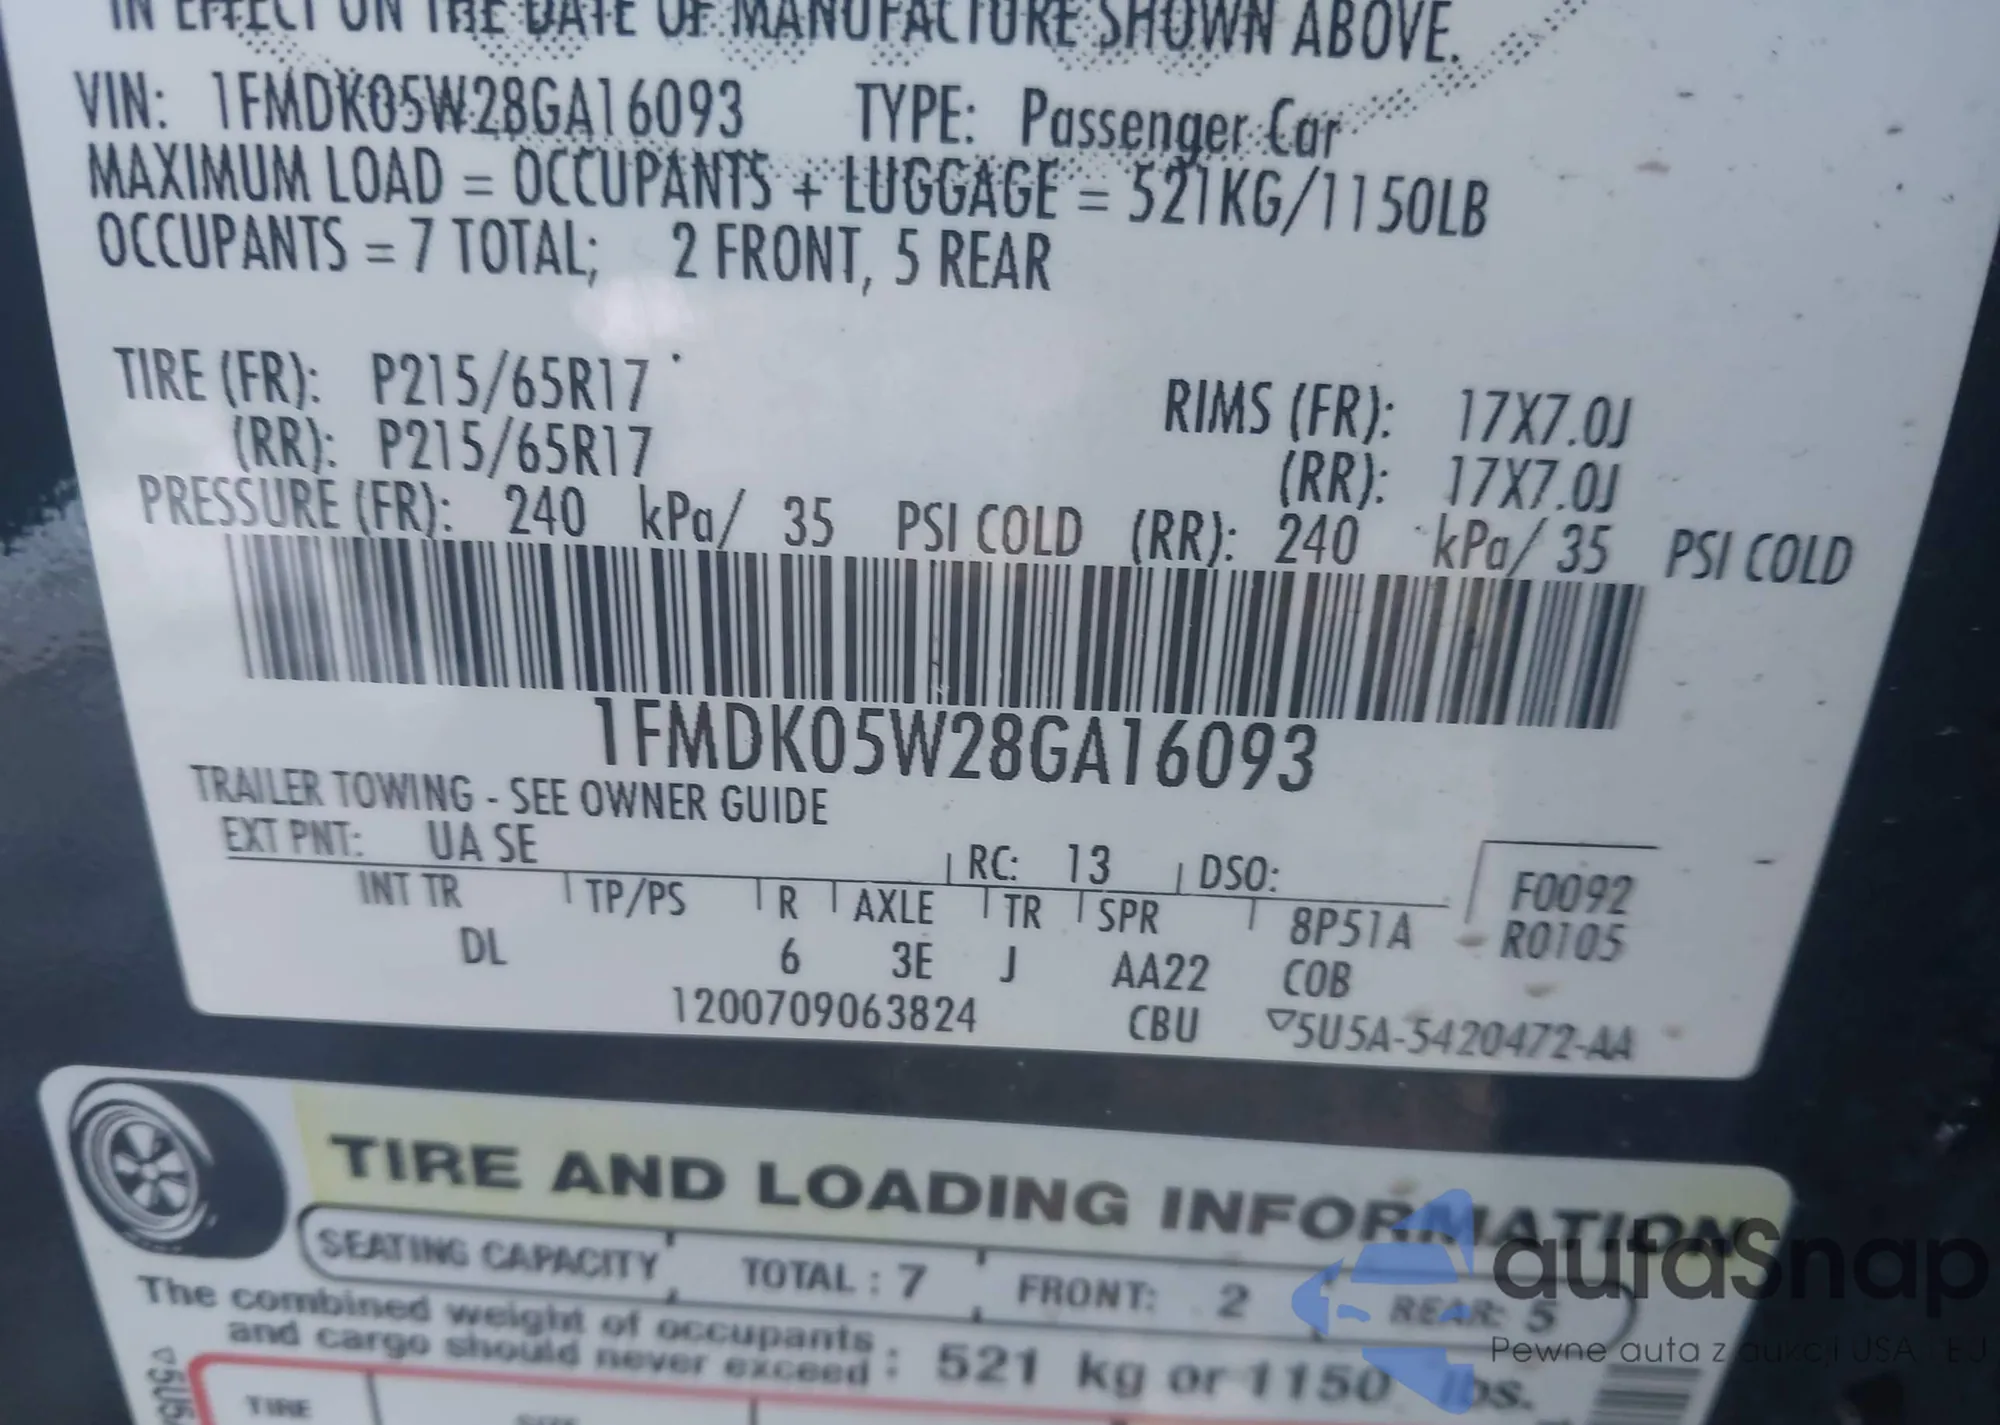 IN EFFECT ON THE DATE OF MANUFACTURE SHOWN ABOVE.
VIN: 1FMDK05W28GA16093 TYPE: Passenger Car
MAXIMUM LOAD = OCCUPANTS + LUGGAGE = 521KG/1150LB
OCCUPANTS = 7 TOTAL; 2 FRONT, 5 REAR
TIRE (FR): P215/65R17 RIMS (FR): 17X7.0J
(RR): P215/65R17 (RR): 17X7.0J
PRESSURE (FR): 240 kPa/ 35 PSI COLD (RR): 240 kPa/ 35 PSI COLD
1FMDK05W28GA16093
TRAILER TOWING - SEE OWNER GUIDE
EXT PNT: UA SE RC: 13 DSO: F0092
INT TR TP/PS R AXLE TR SPR 8P51A R0105
DL 6 3E J AA22 COB
1200709063824 CBU ▽5U5A-5420472-AA
TIRE AND LOADING INFORMATION
SEATING CAPACITY TOTAL : 7 FRONT: 2 REAR: 5
The combined weight of occupants
and cargo should never exceed : 521 kg or 1150 lbs.
TIRE
autaSnap
Pewne auta z aukcji USA EJ